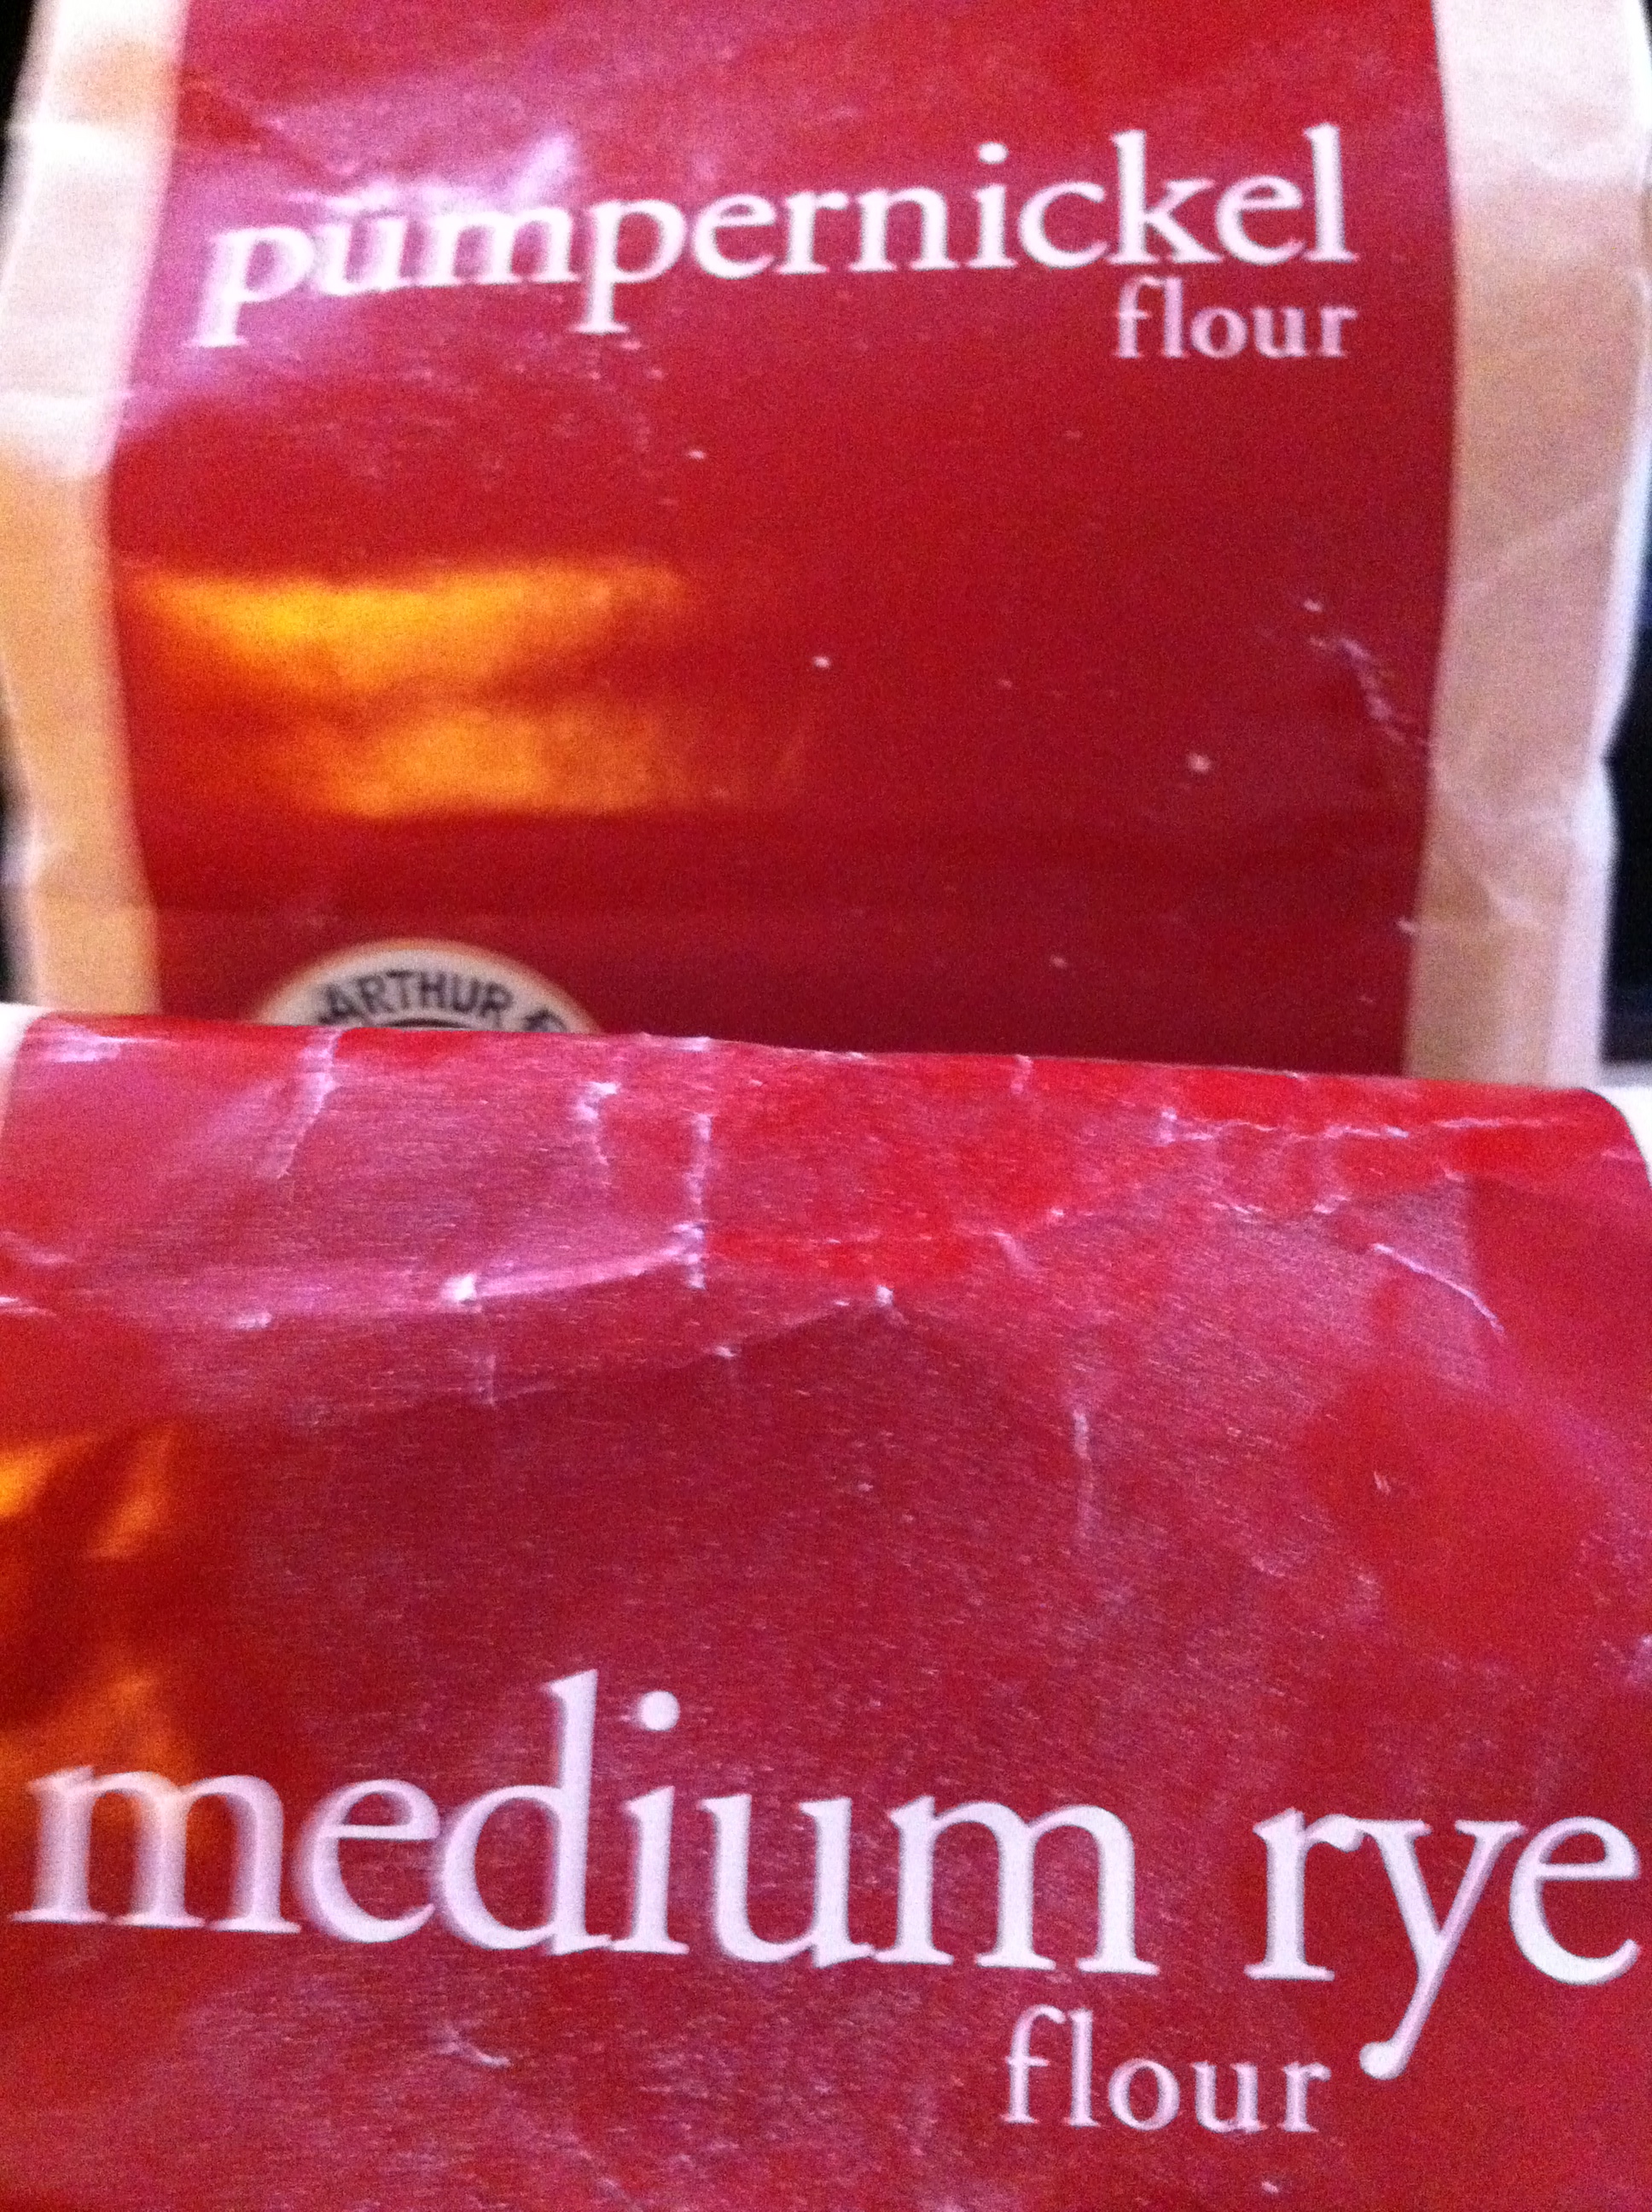 pumpernickel
flour
ARTHUR F
medium rye
flour